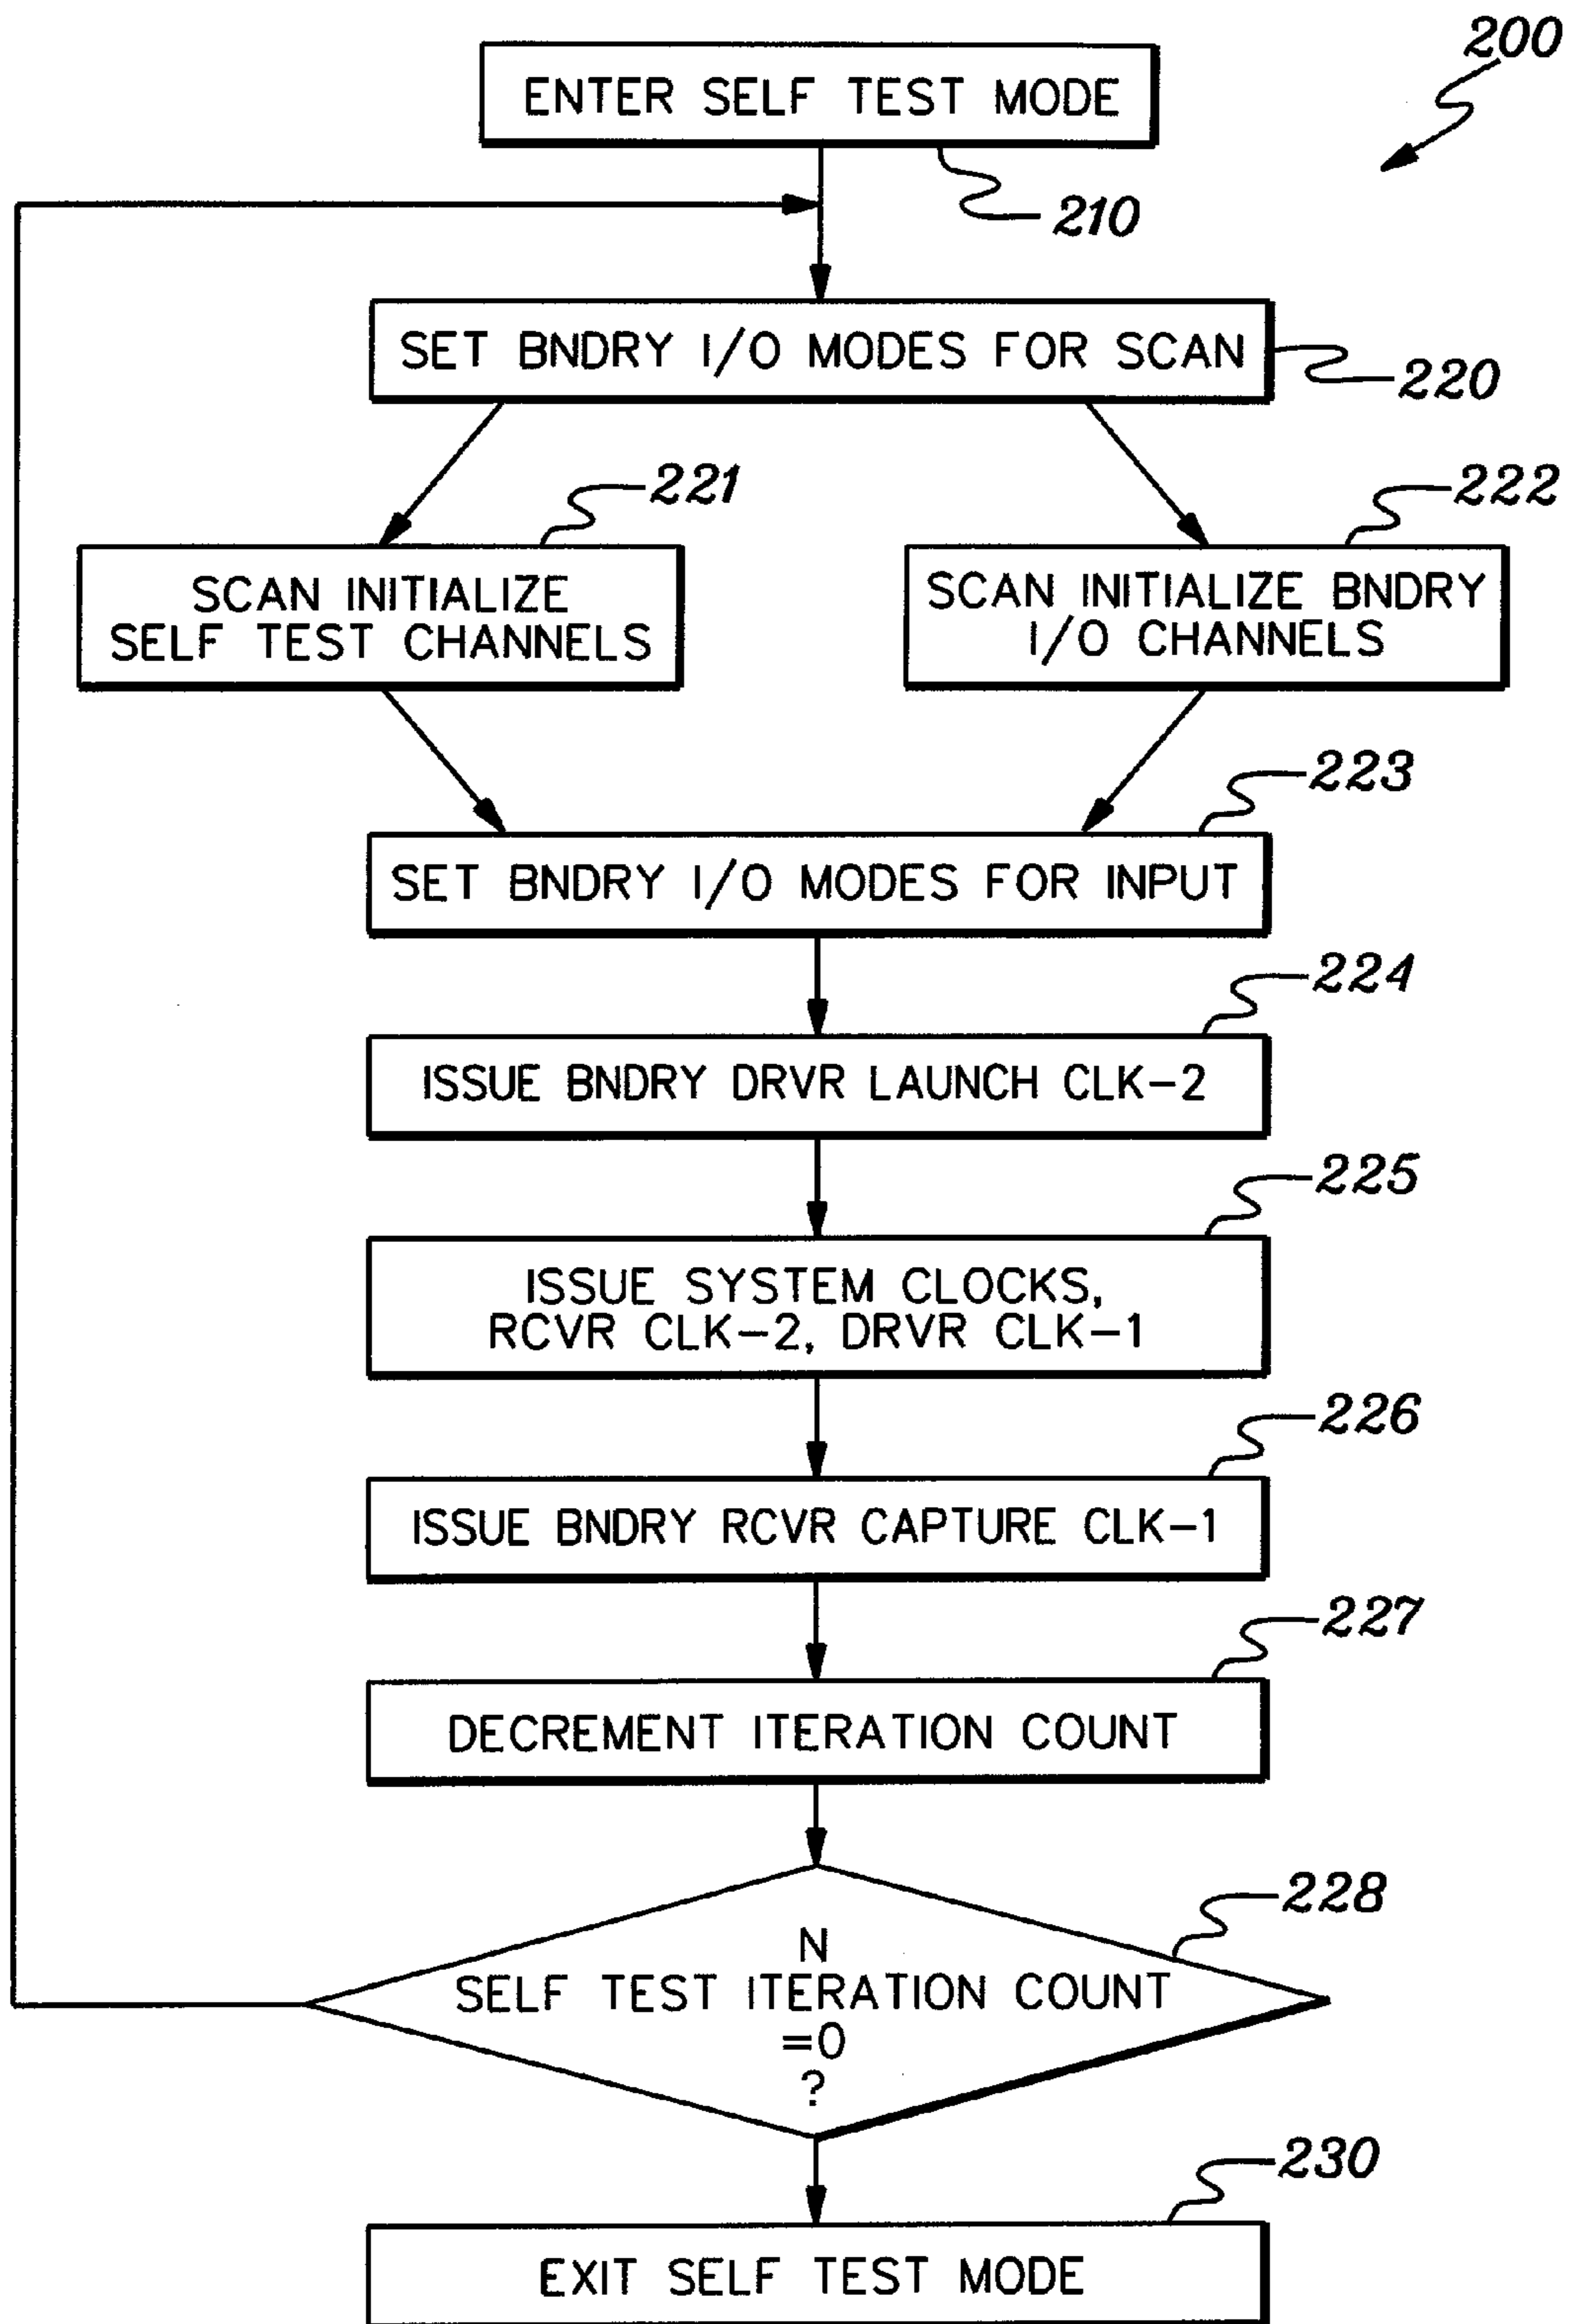 200
ENTER SELF TEST MODE
210
SET BNDRY I/O MODES FOR SCAN
220
221
222
SCAN INITIALIZE
SELF TEST CHANNELS
SCAN INITIALIZE BNDRY
I/O CHANNELS
223
SET BNDRY I/O MODES FOR INPUT
224
ISSUE BNDRY DRVR LAUNCH CLK-2
225
ISSUE SYSTEM CLOCKS,
RCVR CLK-2, DRVR CLK-1
226
ISSUE BNDRY RCVR CAPTURE CLK-1
227
DECREMENT ITERATION COUNT
228
N
SELF TEST ITERATION COUNT
=0
?
230
EXIT SELF TEST MODE